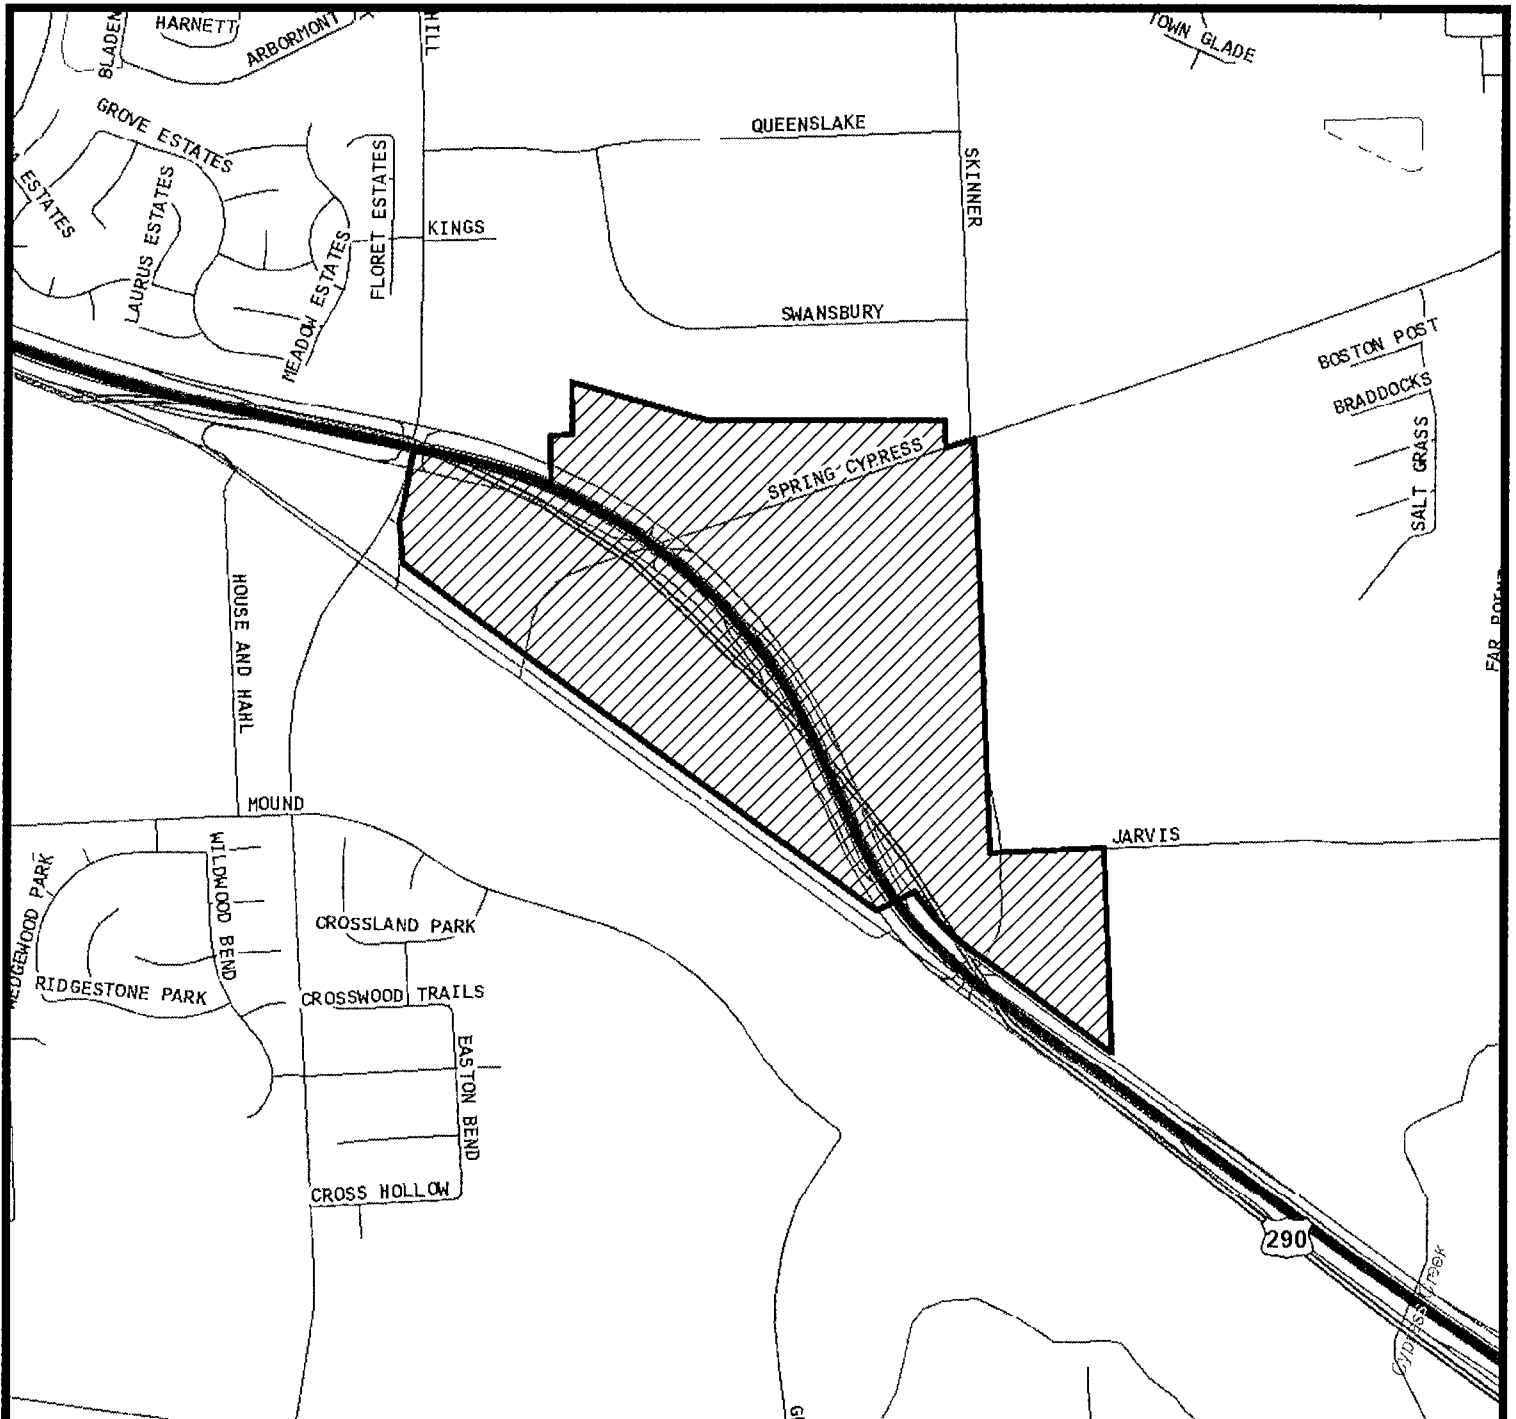 BLADEN
HARNETT
ARBORMONT
HILL
TOWN GLADE
GROVE ESTATES
ESTATES
LAURUS ESTATES
MEADOW ESTATES
FLORET ESTATES
KINGS
QUEENSLAKE
SKINNER
SWANSBURY
BOSTON POST
BRADDOCKS
SALT GRASS
SPRING CYPRESS
HOUSE AND HAHL
FAR POINT
MOUND
JARVIS
WEDGEWOOD PARK
WILDWOOD BEND
CROSSLAND PARK
RIDGESTONE PARK
CROSSWOOD TRAILS
EASTON BEND
CROSS HOLLOW
290
Cypress Creek